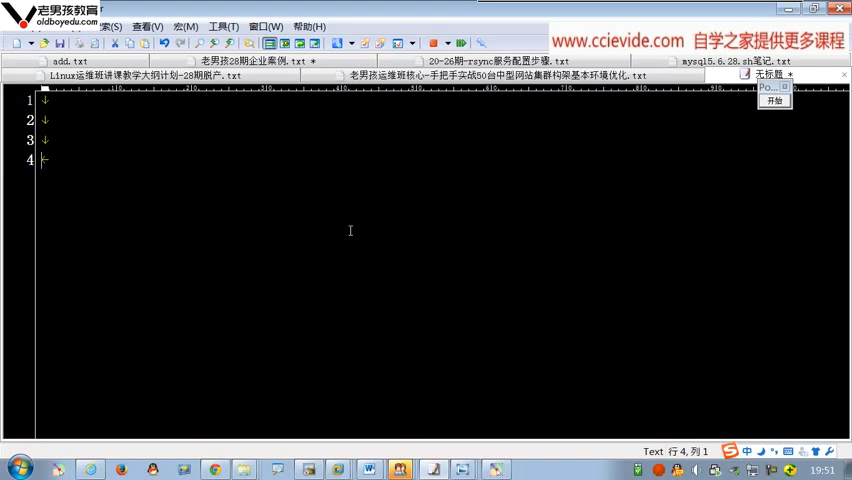 老男孩教育
oldboyedu.com
索(S) 查看(V) 宏(M) 工具(T) 窗口(W) 帮助(H)
www.ccievide.com 自学之家提供更多课程
add.txt
老男孩28期企业案例.txt *
20-26期-rsync服务配置步骤.txt
mysql5.6.28.sh笔记.txt
Linux运维班讲课教学大纲计划-28期脱产.txt
老男孩运维班核心-手把手实战50台中型网站集群构架基本环境优化.txt
无标题 *
Po...
开始
1
2
3
4
Text 行 4, 列 1
中
19:51